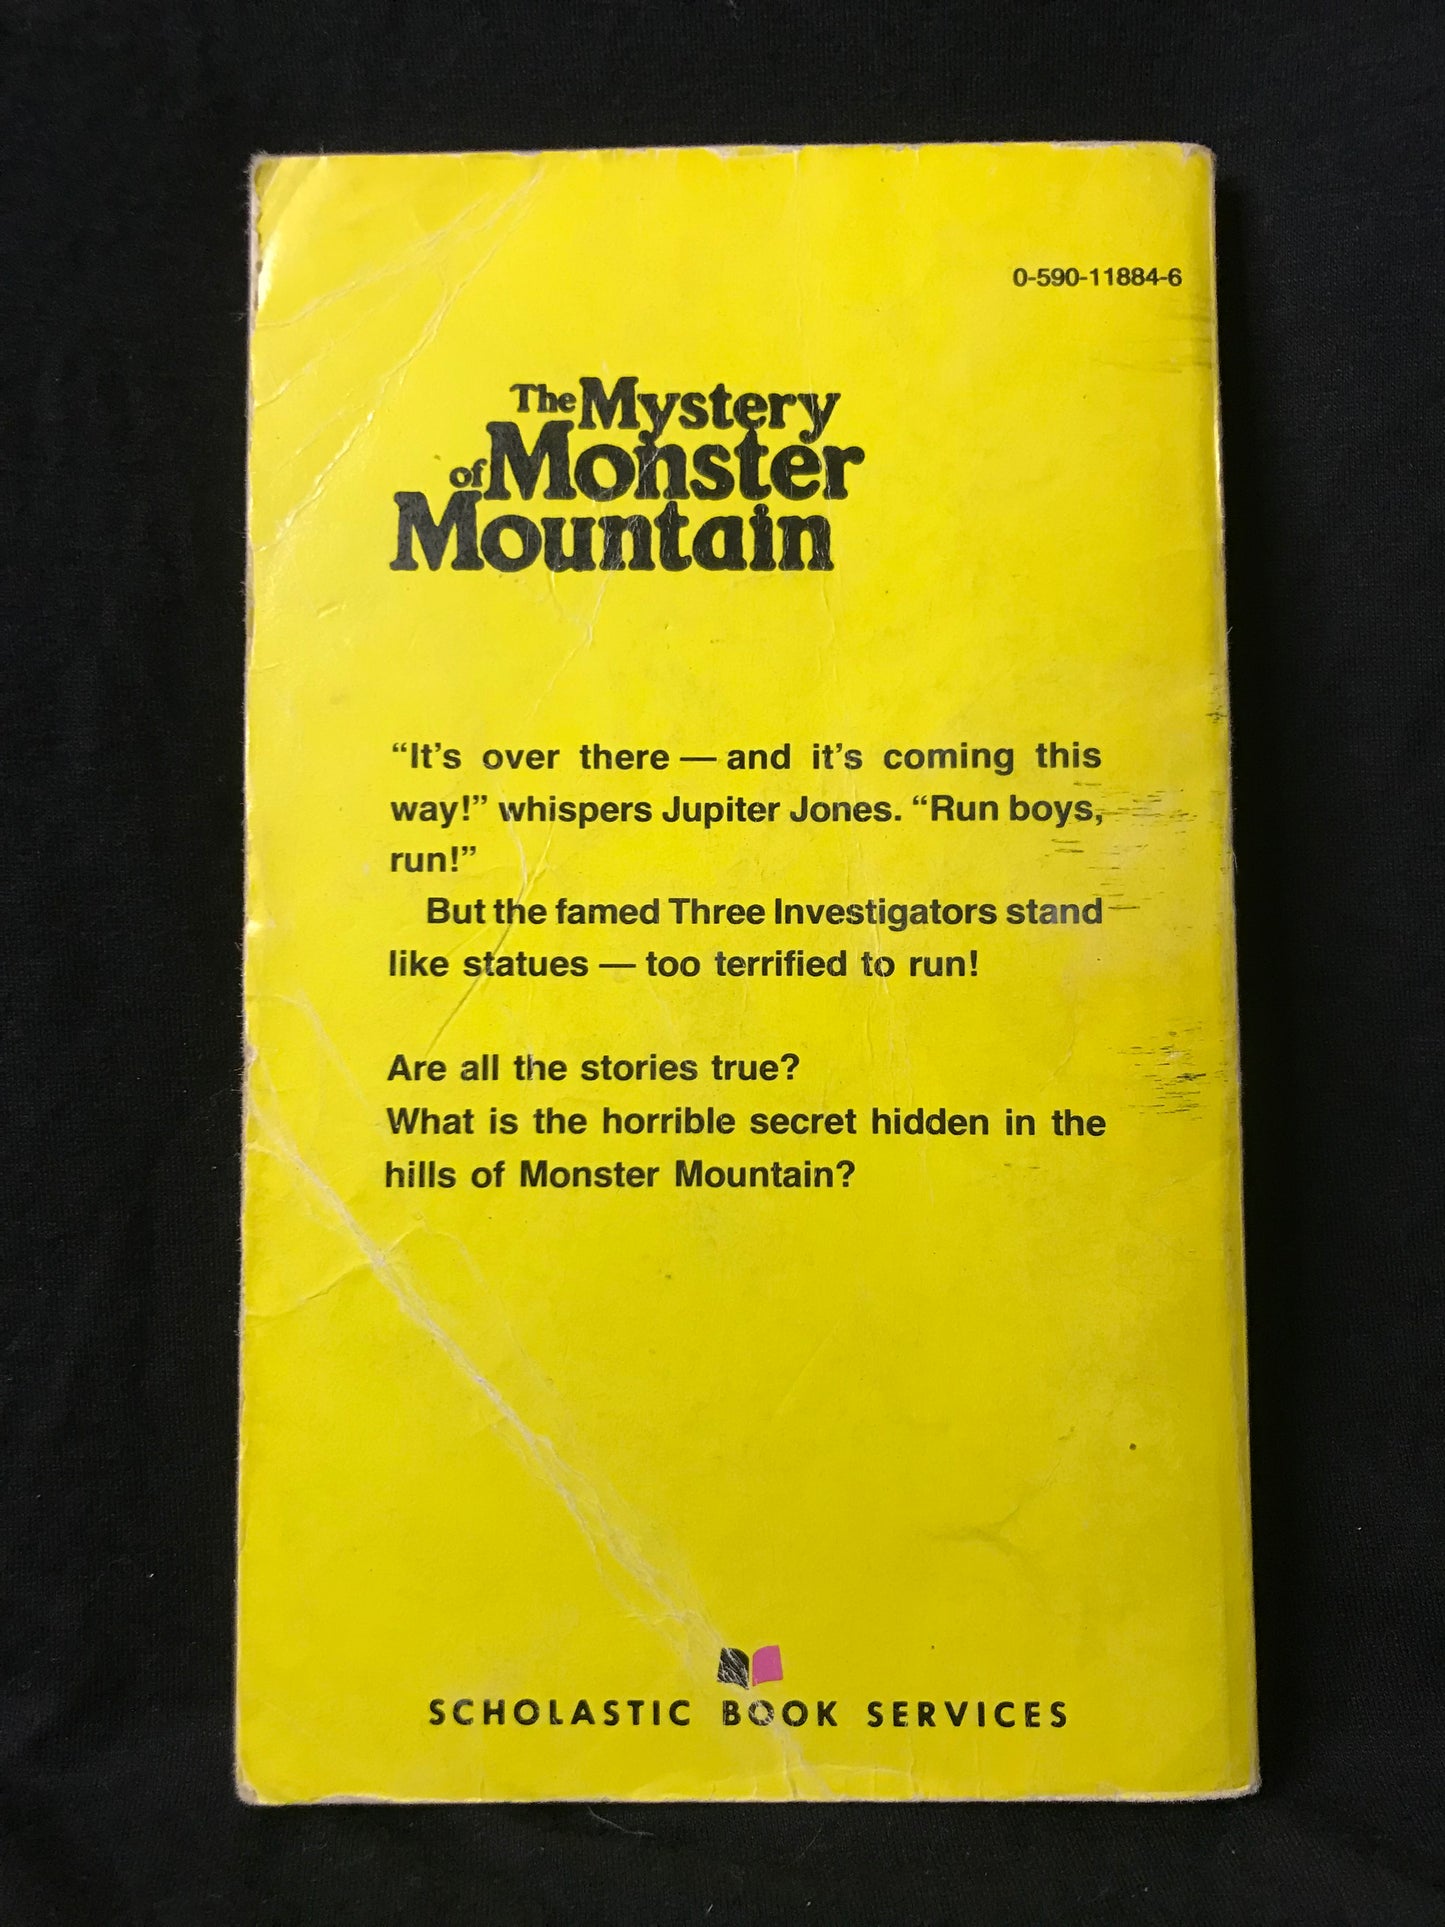 0-590-11884-6
The Mystery
of Monster
Mountain
“It’s over there — and it’s coming this
way!” whispers Jupiter Jones. “Run boys,
run!”
But the famed Three Investigators stand
like statues — too terrified to run!
Are all the stories true?
What is the horrible secret hidden in the
hills of Monster Mountain?
SCHOLASTIC BOOK SERVICES